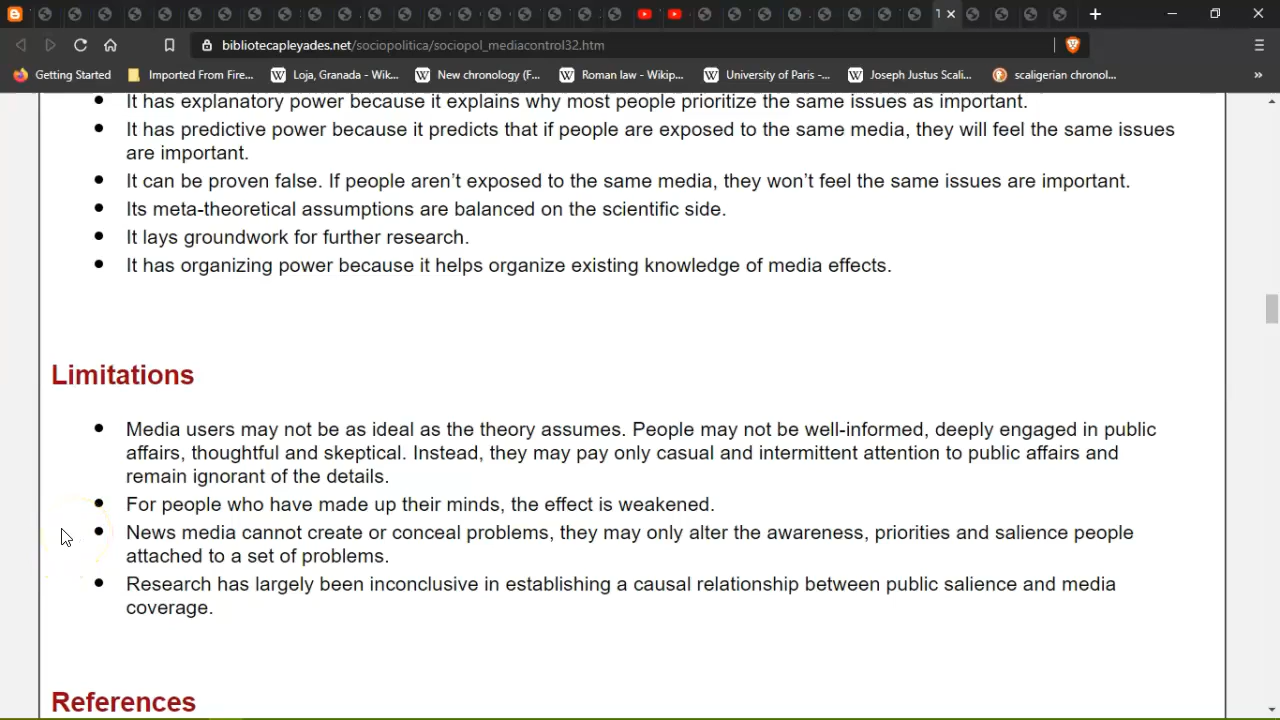 1
bibliotecapleyades.net/sociopolitica/sociopol_mediacontrol32.htm
Getting Started Imported From Fire... Loja, Granada - Wik... New chronology (F... Roman law - Wikip... University of Paris -... Joseph Justus Scali... scaligerian chronol... »
It has explanatory power because it explains why most people prioritize the same issues as important.
It has predictive power because it predicts that if people are exposed to the same media, they will feel the same issues
are important.
It can be proven false. If people aren’t exposed to the same media, they won’t feel the same issues are important.
Its meta-theoretical assumptions are balanced on the scientific side.
It lays groundwork for further research.
It has organizing power because it helps organize existing knowledge of media effects.
Limitations
Media users may not be as ideal as the theory assumes. People may not be well-informed, deeply engaged in public
affairs, thoughtful and skeptical. Instead, they may pay only casual and intermittent attention to public affairs and
remain ignorant of the details.
For people who have made up their minds, the effect is weakened.
News media cannot create or conceal problems, they may only alter the awareness, priorities and salience people
attached to a set of problems.
Research has largely been inconclusive in establishing a causal relationship between public salience and media
coverage.
References